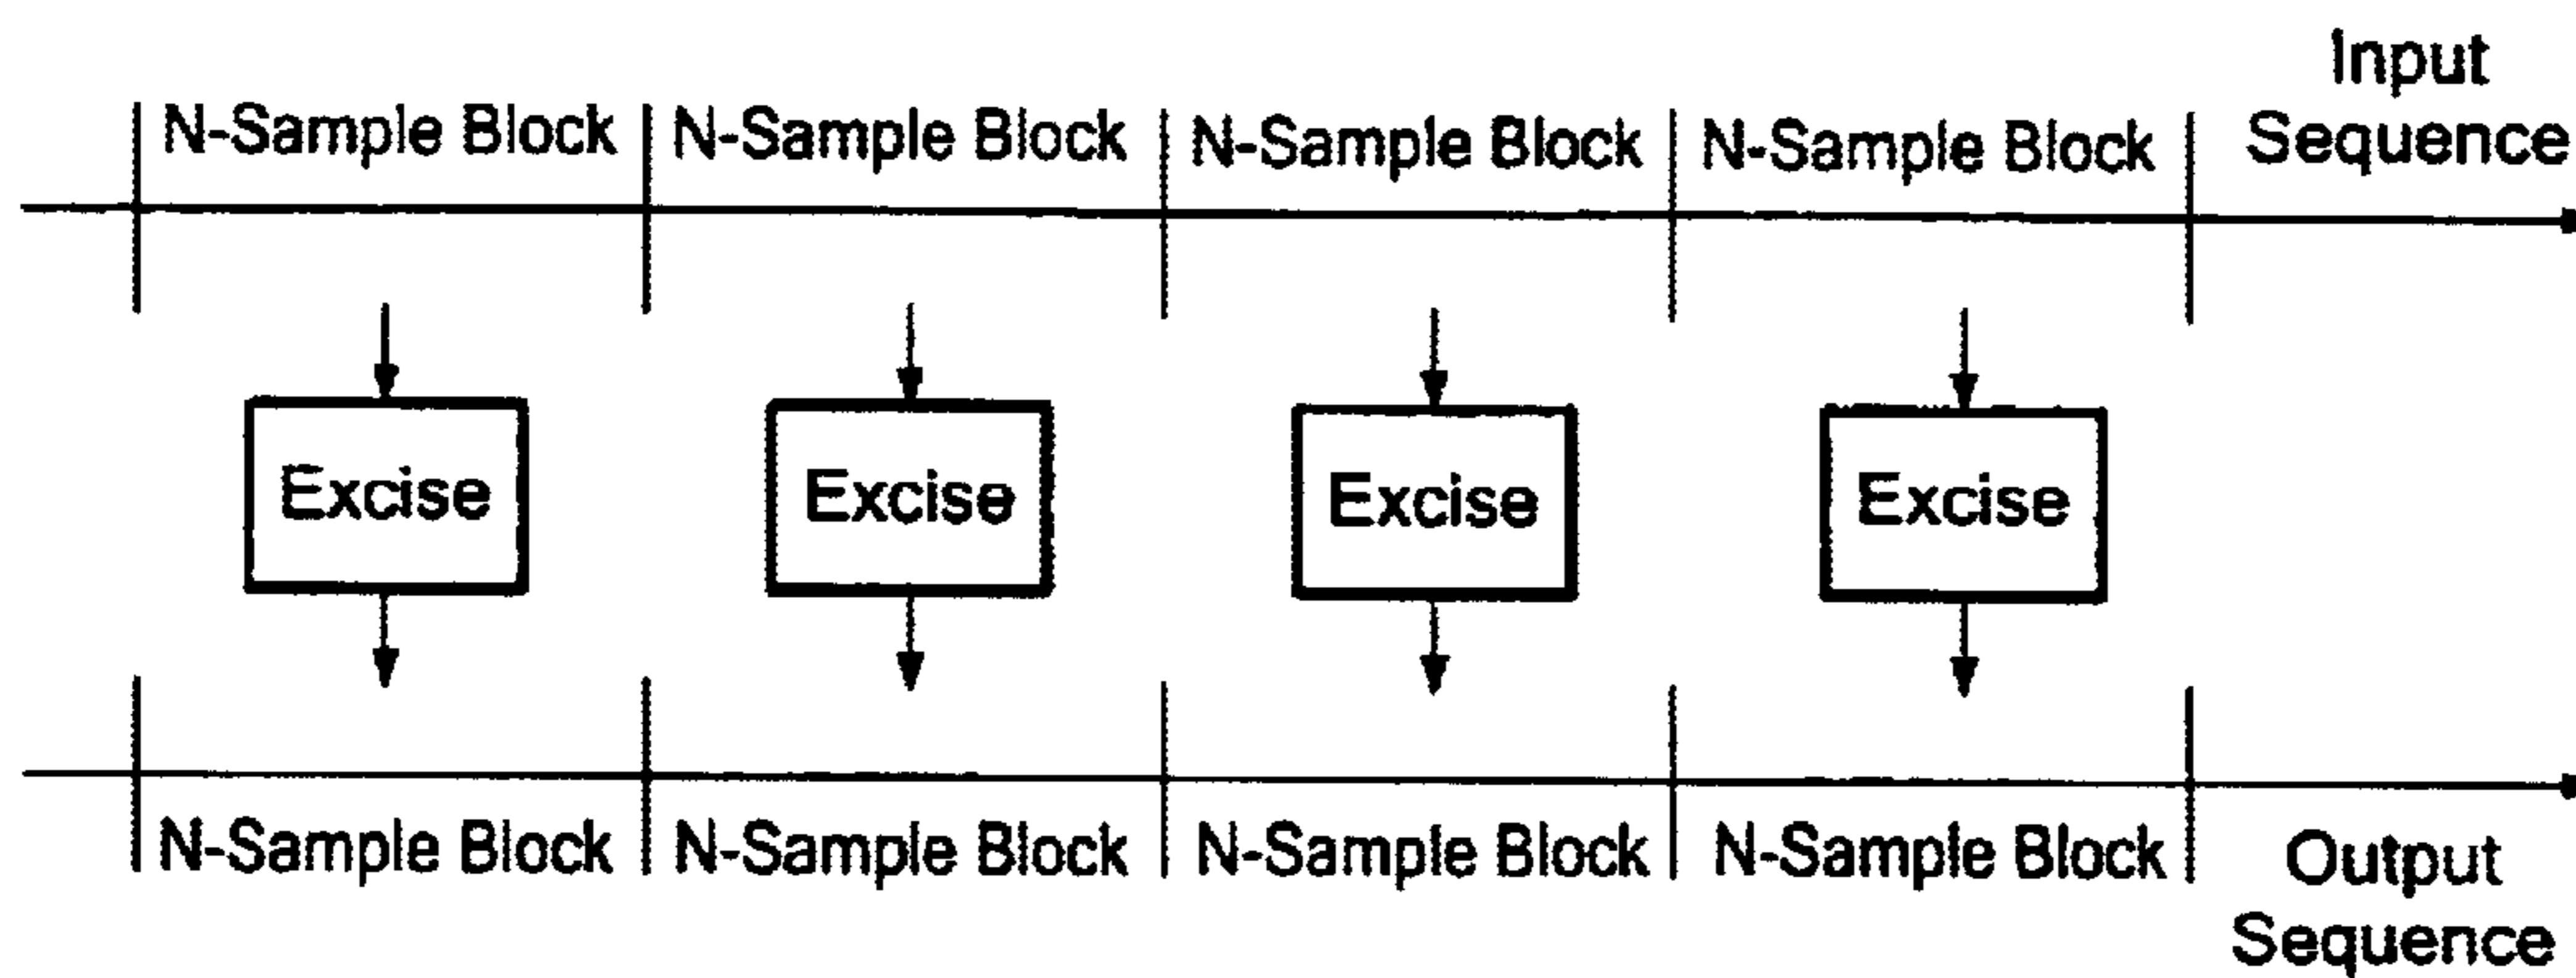 Input
Sequence
N-Sample Block N-Sample Block N-Sample Block N-Sample Block
Excise Excise Excise Excise
N-Sample Block N-Sample Block N-Sample Block N-Sample Block
Output
Sequence